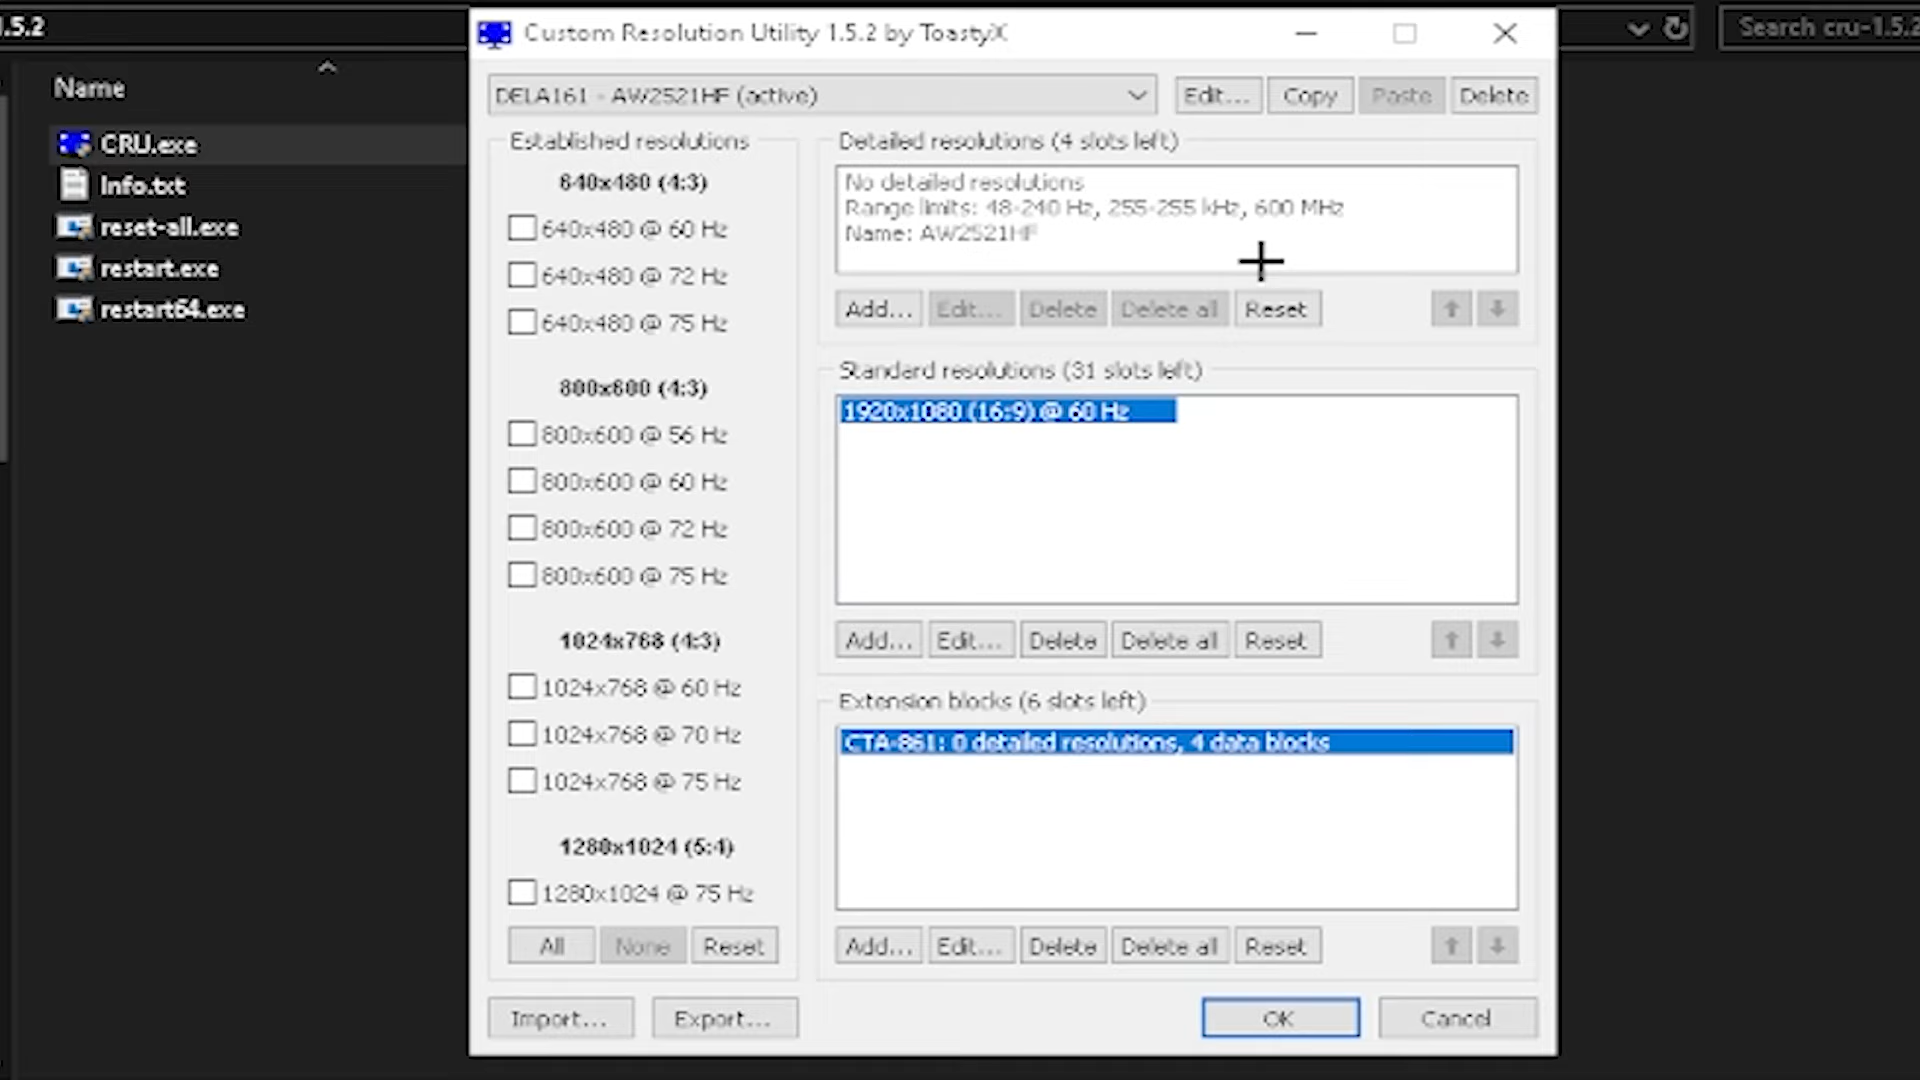 1.5.2
Search cru-1.5.2
Name
CRU.exe
Info.txt
reset-all.exe
restart.exe
restart64.exe
Custom Resolution Utility 1.5.2 by ToastyX
DELA161 - AW2521HF (active)
Edit...
Copy
Paste
Delete
Established resolutions
640x480 (4:3)
640x480 @ 60 Hz
640x480 @ 72 Hz
640x480 @ 75 Hz
800x600 (4:3)
800x600 @ 56 Hz
800x600 @ 60 Hz
800x600 @ 72 Hz
800x600 @ 75 Hz
1024x768 (4:3)
1024x768 @ 60 Hz
1024x768 @ 70 Hz
1024x768 @ 75 Hz
1280x1024 (5:4)
1280x1024 @ 75 Hz
All
None
Reset
Detailed resolutions (4 slots left)
No detailed resolutions
Range limits: 48-240 Hz, 255-255 kHz, 600 MHz
Name: AW2521HF
Add...
Edit...
Delete
Delete all
Reset
Standard resolutions (31 slots left)
1920x1080 (16:9) @ 60 Hz
Add...
Edit...
Delete
Delete all
Reset
Extension blocks (6 slots left)
CTA-861: 0 detailed resolutions, 4 data blocks
Add...
Edit...
Delete
Delete all
Reset
Import...
Export...
OK
Cancel